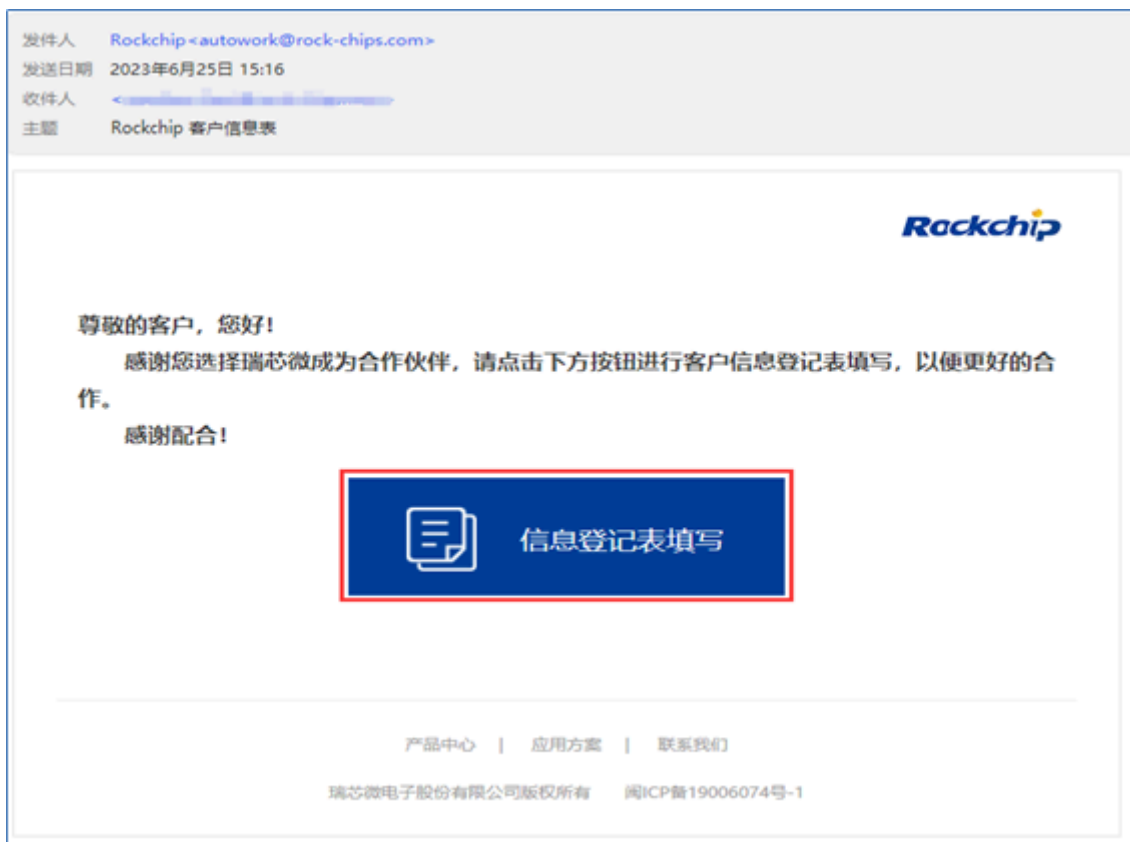 发件人 Rockchip<autowork@rock-chips.com>
发送日期 2023年6月25日 15:16
收件人
主题 Rockchip 客户信息表
Rockchip
尊敬的客户，您好！
感谢您选择瑞芯微成为合作伙伴，请点击下方按钮进行客户信息登记表填写，以便更好的合
作。
感谢配合！
信息登记表填写
产品中心 | 应用方案 | 联系我们
瑞芯微电子股份有限公司版权所有 闽ICP备19006074号-1